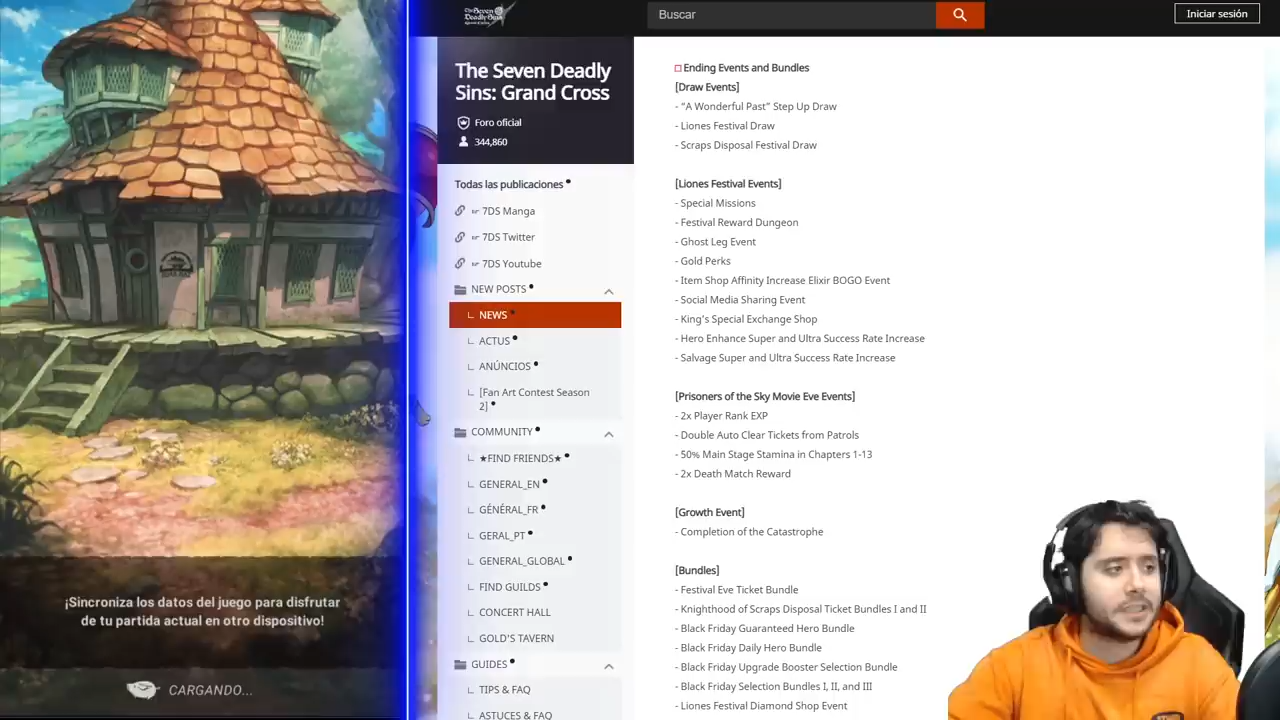 The Seven
Deadly Sins
Buscar
Iniciar sesión
The Seven Deadly
Sins: Grand Cross
Foro oficial
344,860
Todas las publicaciones
☞ 7DS Manga
☞ 7DS Twitter
☞ 7DS Youtube
NEW POSTS
NEWS
ACTUS
ANÚNCIOS
[Fan Art Contest Season
2]
COMMUNITY
★FIND FRIENDS★
GENERAL_EN
GÉNÉRAL_FR
GERAL_PT
GENERAL_GLOBAL
FIND GUILDS
CONCERT HALL
GOLD'S TAVERN
GUIDES
TIPS & FAQ
ASTUCES & FAQ
Ending Events and Bundles
[Draw Events]
- "A Wonderful Past" Step Up Draw
- Liones Festival Draw
- Scraps Disposal Festival Draw
[Liones Festival Events]
- Special Missions
- Festival Reward Dungeon
- Ghost Leg Event
- Gold Perks
- Item Shop Affinity Increase Elixir BOGO Event
- Social Media Sharing Event
- King's Special Exchange Shop
- Hero Enhance Super and Ultra Success Rate Increase
- Salvage Super and Ultra Success Rate Increase
[Prisoners of the Sky Movie Eve Events]
- 2x Player Rank EXP
- Double Auto Clear Tickets from Patrols
- 50% Main Stage Stamina in Chapters 1-13
- 2x Death Match Reward
[Growth Event]
- Completion of the Catastrophe
[Bundles]
- Festival Eve Ticket Bundle
- Knighthood of Scraps Disposal Ticket Bundles I and II
- Black Friday Guaranteed Hero Bundle
- Black Friday Daily Hero Bundle
- Black Friday Upgrade Booster Selection Bundle
- Black Friday Selection Bundles I, II, and III
- Liones Festival Diamond Shop Event
¡Sincroniza los datos del juego para disfrutar
de tu partida actual en otro dispositivo!
CARGANDO...